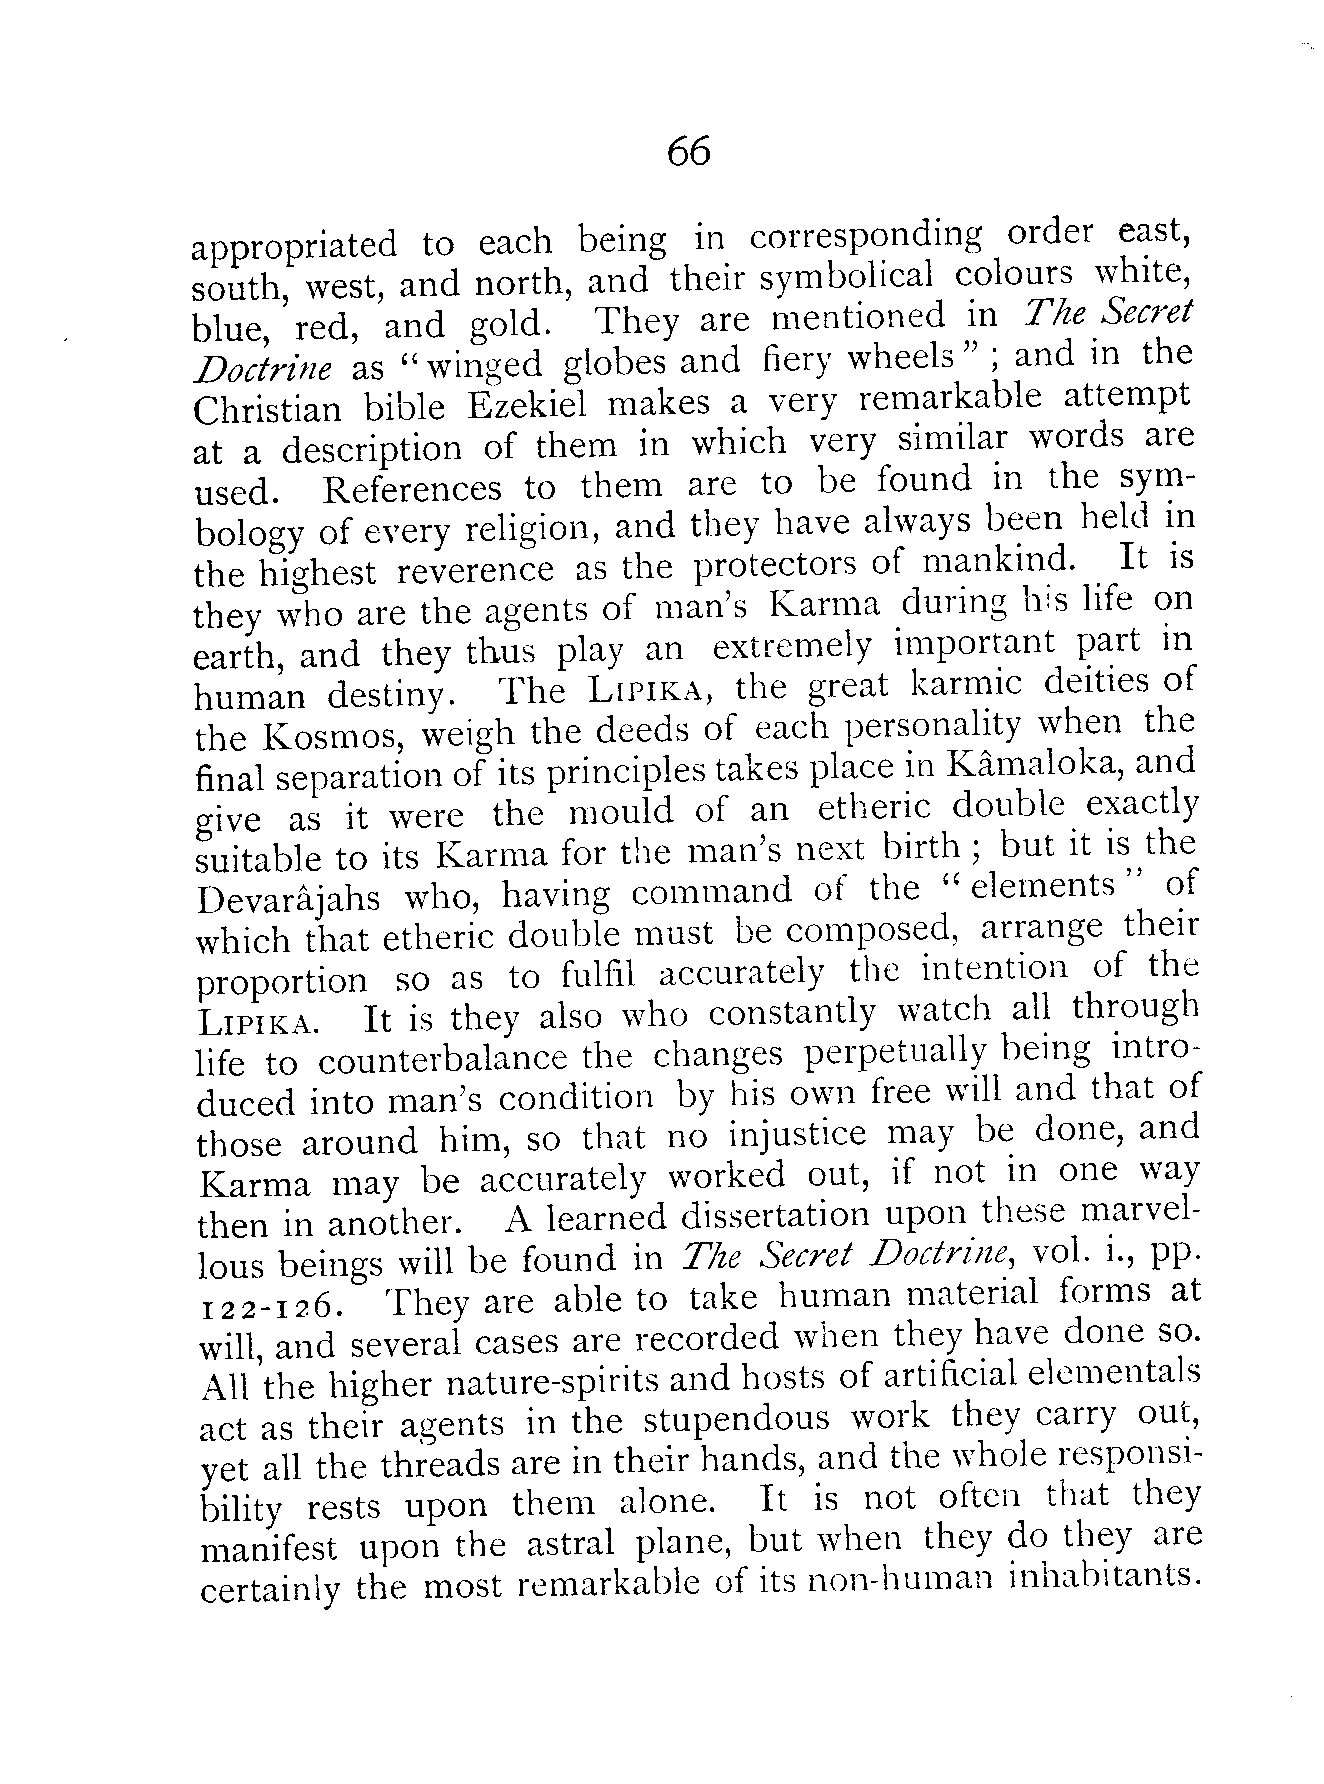 66
appropriated to each being in corresponding order east,
south, west, and north, and their symbolical colours white,
blue, red, and gold. They are mentioned in The Secret
Doctrine as “ winged globes and fiery wheels ” ; and in the
Christian bible Ezekiel makes a very remarkable attempt
at a description of them in which very similar words are
used. References to them are to be found in the sym-
bology of every religion, and they have always been held in
the highest reverence as the protectors of mankind. It is
they who are the agents of man’s Karma during his life on
earth, and they thus play an extremely important part in
human destiny. The LIPIKA, the great karmic deities of
the Kosmos, weigh the deeds of each personality when the
final separation of its principles takes place in Kâmaloka, and
give as it were the mould of an etheric double exactly
suitable to its Karma for the man’s next birth ; but it is the
Devarâjahs who, having command of the “ elements ” of
which that etheric double must be composed, arrange their
proportion so as to fulfil accurately the intention of the
LIPIKA. It is they also who constantly watch all through
life to counterbalance the changes perpetually being intro-
duced into man’s condition by his own free will and that of
those around him, so that no injustice may be done, and
Karma may be accurately worked out, if not in one way
then in another. A learned dissertation upon these marvel-
lous beings will be found in The Secret Doctrine, vol. i., pp.
122-126. They are able to take human material forms at
will, and several cases are recorded when they have done so.
All the higher nature-spirits and hosts of artificial elementals
act as their agents in the stupendous work they carry out,
yet all the threads are in their hands, and the whole responsi-
bility rests upon them alone. It is not often that they
manifest upon the astral plane, but when they do they are
certainly the most remarkable of its non-human inhabitants.